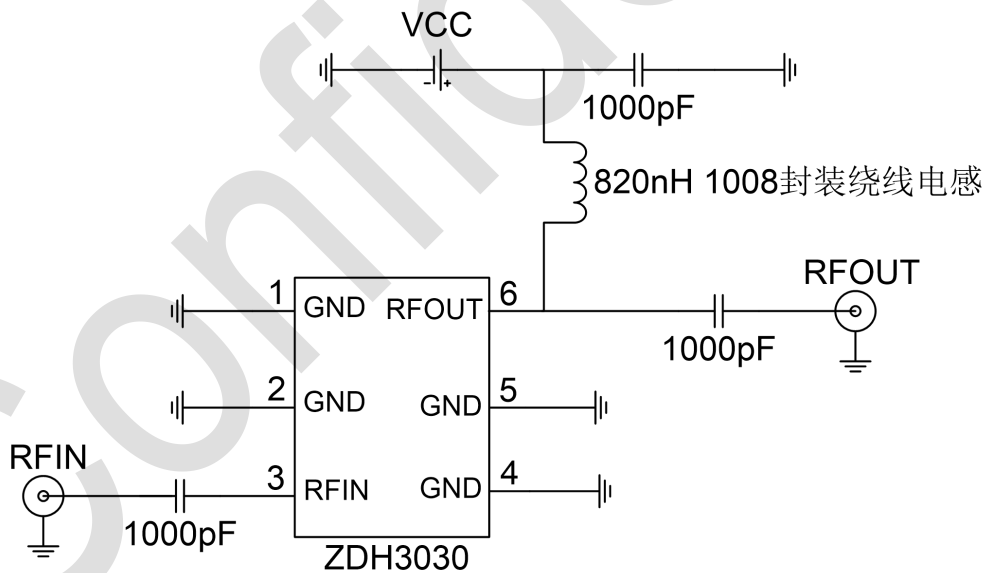 VCC
- +
1000pF
820nH 1008封装绕线电感
RFOUT
1 GND RFOUT 6
1000pF
2 GND GND 5
RFIN
3 RFIN GND 4
1000pF
ZDH3030
Confide